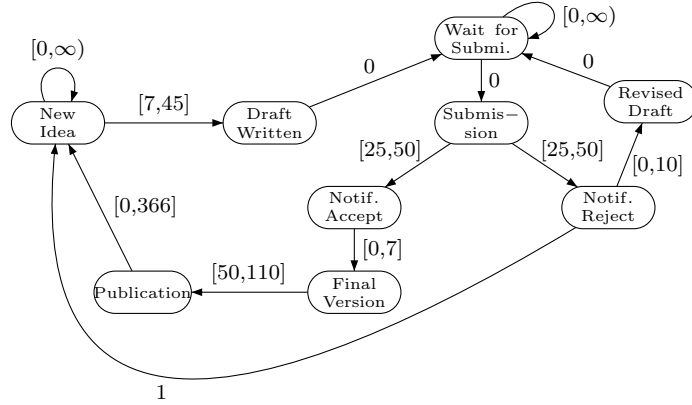 [0,∞)
Wait for
Submi.
[0,∞)
0
0
0
New
Idea
[7,45]
Draft
Written
Submis−
sion
Revised
Draft
[25,50]
[25,50]
[0,10]
Notif.
Accept
Notif.
Reject
[0,366]
[0,7]
Publication
[50,110]
Final
Version
1